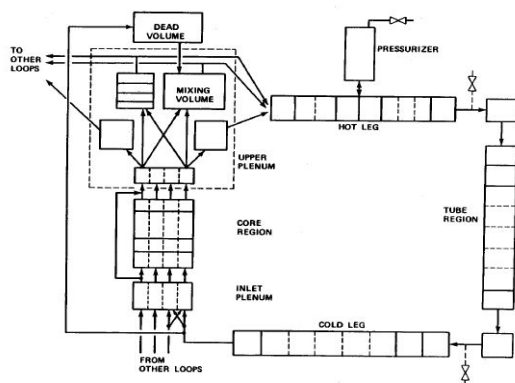 TO
OTHER
LOOPS
DEAD
VOLUME
MIXING
VOLUME
PRESSURIZER
HOT LEG
UPPER
PLENUM
CORE
REGION
TUBE REGION
INLET
PLENUM
COLD LEG
FROM
OTHER LOOPS